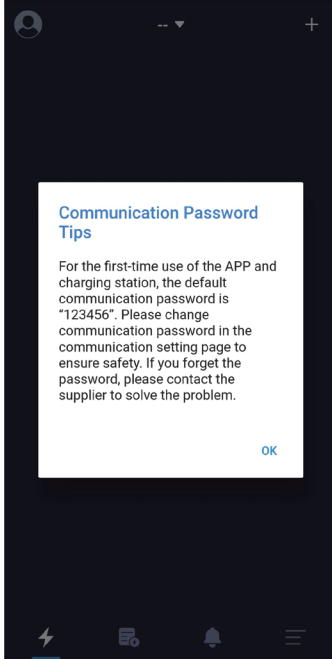 --
Communication Password
Tips
For the first-time use of the APP and
charging station, the default
communication password is
“123456”. Please change
communication password in the
communication setting page to
ensure safety. If you forget the
password, please contact the
supplier to solve the problem.
OK